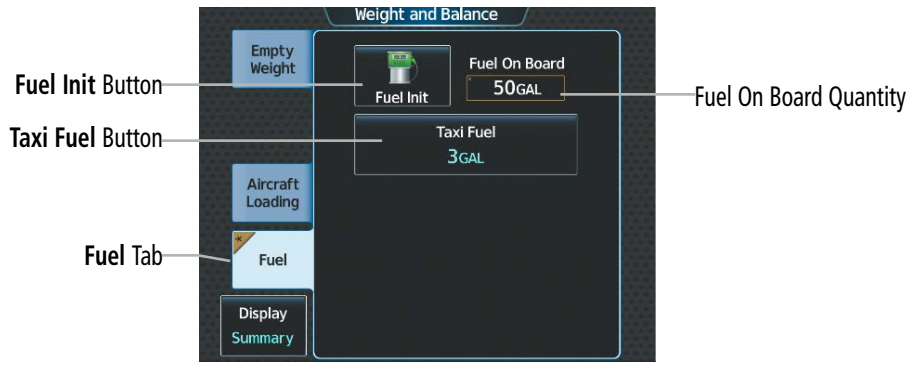 Weight and Balance
Empty
Weight
Fuel On Board
50GAL
Fuel Init
Fuel Init Button
Fuel On Board Quantity
Taxi Fuel
3GAL
Taxi Fuel Button
Aircraft
Loading
*
Fuel
Fuel Tab
Display
Summary